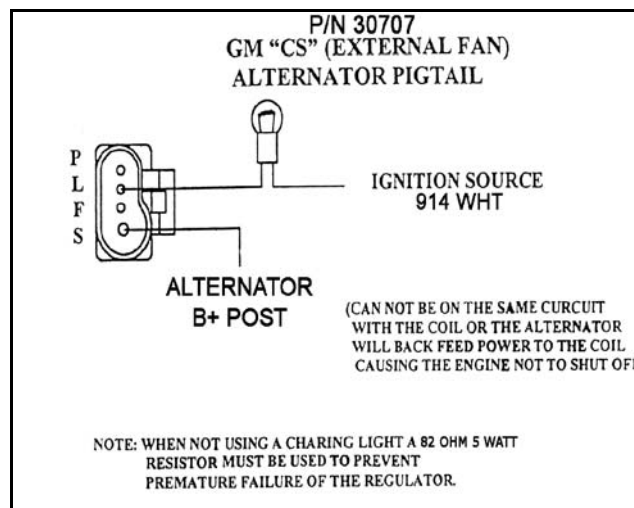 P/N 30707
GM "CS" (EXTERNAL FAN)
ALTERNATOR PIGTAIL
P
L
F
S
IGNITION SOURCE
914 WHT
ALTERNATOR
B+ POST
(CAN NOT BE ON THE SAME CURCUIT
WITH THE COIL OR THE ALTERNATOR
WILL BACK FEED POWER TO THE COIL
CAUSING THE ENGINE NOT TO SHUT OFF
NOTE: WHEN NOT USING A CHARING LIGHT A 82 OHM 5 WATT
RESISTOR MUST BE USED TO PREVENT
PREMATURE FAILURE OF THE REGULATOR.